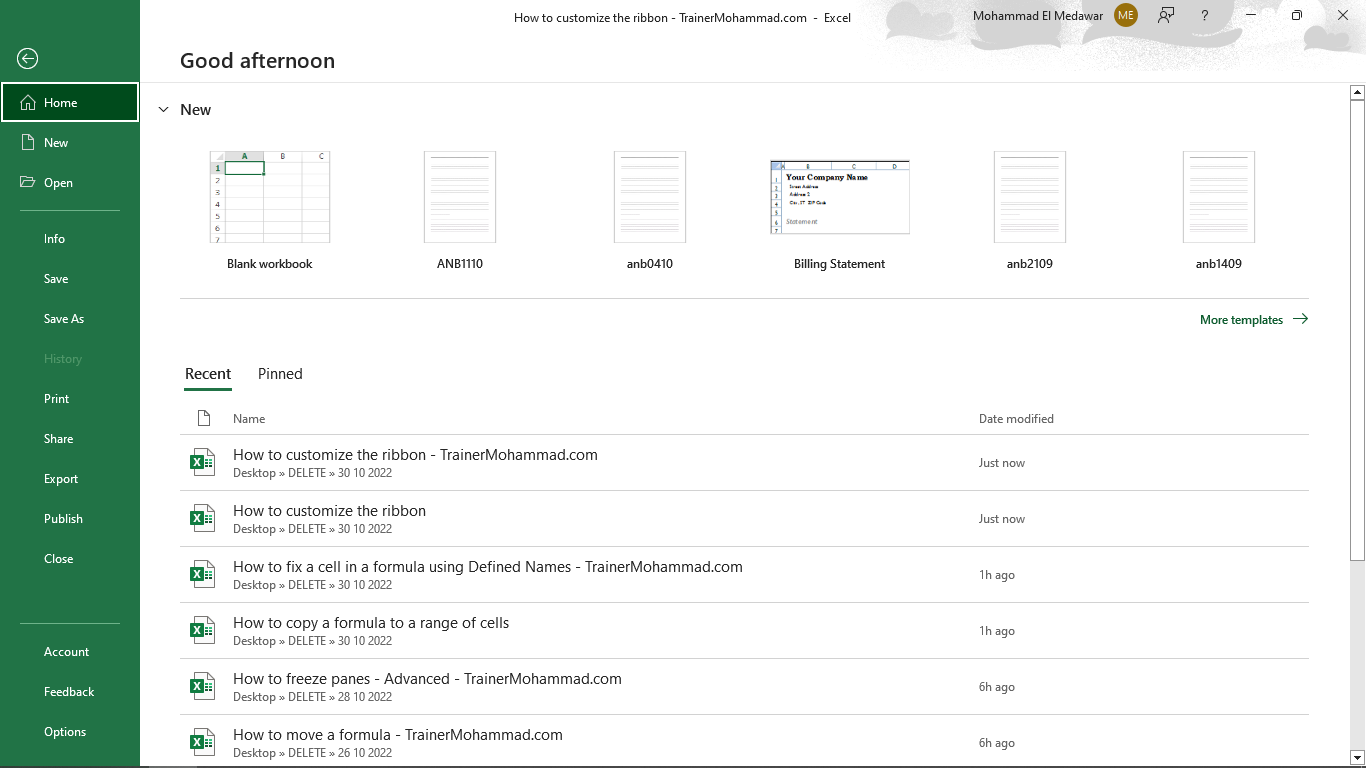 How to customize the ribbon - TrainerMohammad.com - Excel
Mohammad El Medawar ME ?
Good afternoon
Home
New
Open
Info
Save
Save As
History
Print
Share
Export
Publish
Close
Account
Feedback
Options
New
A B C
1
2
3
4
5
6
7
A B C D
1 Your Company Name
2 Street Address
3 Address 2
4 City, ST ZIP Code
5
6 Statement
7
Blank workbook
ANB1110
anb0410
Billing Statement
anb2109
anb1409
More templates
Recent Pinned
Name Date modified
How to customize the ribbon - TrainerMohammad.com
Desktop » DELETE » 30 10 2022
Just now
How to customize the ribbon
Desktop » DELETE » 30 10 2022
Just now
How to fix a cell in a formula using Defined Names - TrainerMohammad.com
Desktop » DELETE » 30 10 2022
1h ago
How to copy a formula to a range of cells
Desktop » DELETE » 30 10 2022
1h ago
How to freeze panes - Advanced - TrainerMohammad.com
Desktop » DELETE » 28 10 2022
6h ago
How to move a formula - TrainerMohammad.com
Desktop » DELETE » 26 10 2022
6h ago